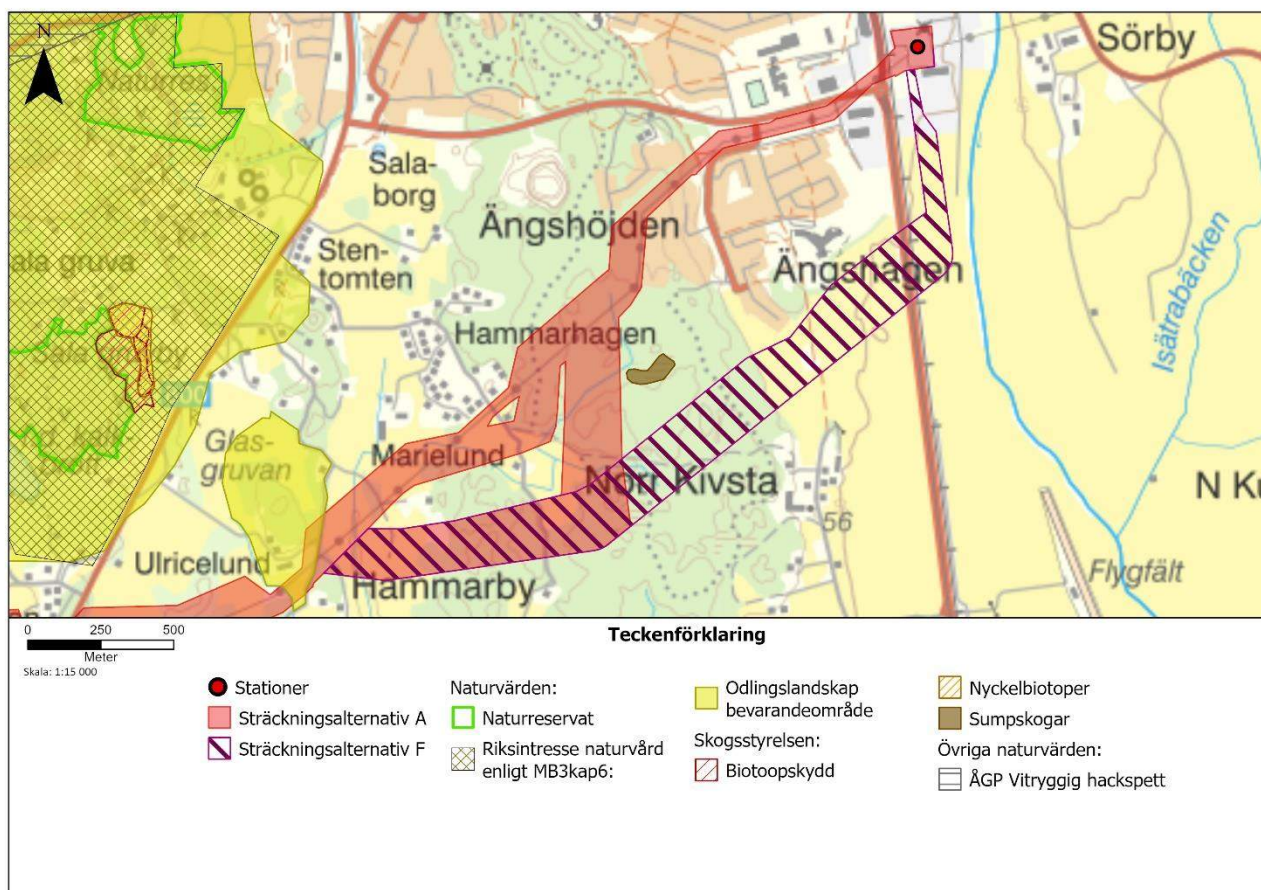 N
Sörby
Sala-
borg
Ängshöjden
Sten-
tomten
Ängshagen
Isätrabäcken
ala gruva
Hammarhagen
Glas-
gruvan
Marielund
Norr Kivsta
N Ku
56
Ulricelund
Hammarby
Flygfält
0 250 500
Meter
Skala: 1:15 000
Teckenförklaring
Stationer
Sträckningsalternativ A
Sträckningsalternativ F
Naturvärden:
Naturreservat
Riksintresse naturvård
enligt MB3kap6:
Odlingslandskap
bevarandeområde
Skogsstyrelsen:
Biotoopskydd
Nyckelbiotoper
Sumpskogar
Övriga naturvärden:
ÅGP Vitryggig hackspett